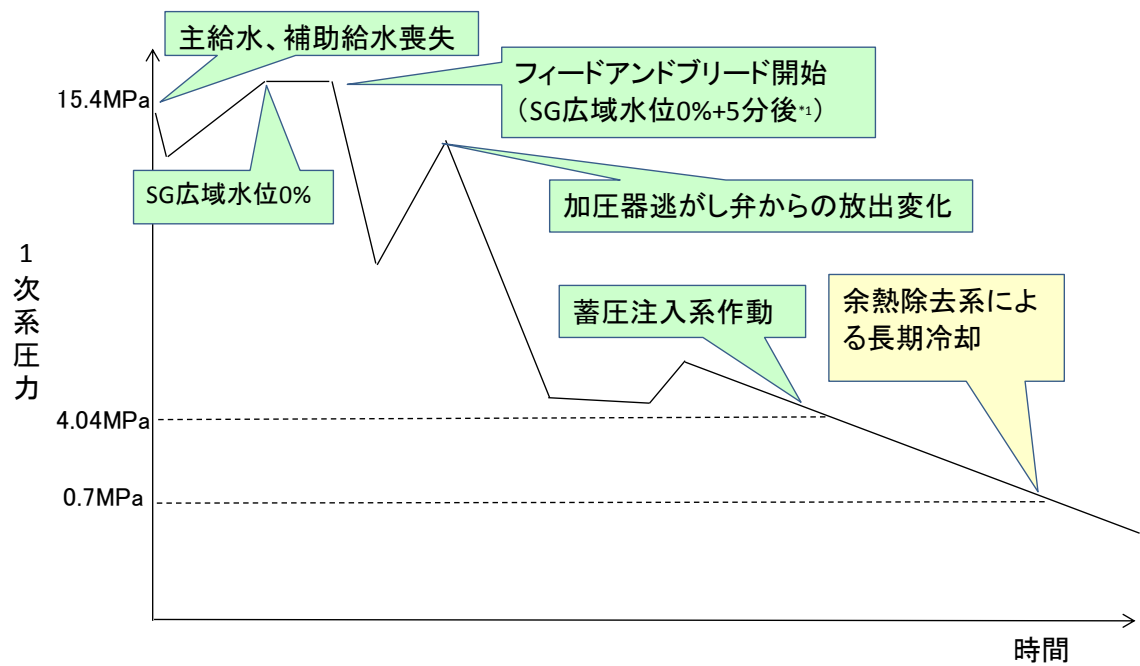 主給水、補助給水喪失
フィードアンドブリード開始
（SG広域水位0%+5分後*1）
15.4MPa
SG広域水位0%
加圧器逃がし弁からの放出変化
1次系圧力
蓄圧注入系作動
余熱除去系によ
る長期冷却
4.04MPa
0.7MPa
時間